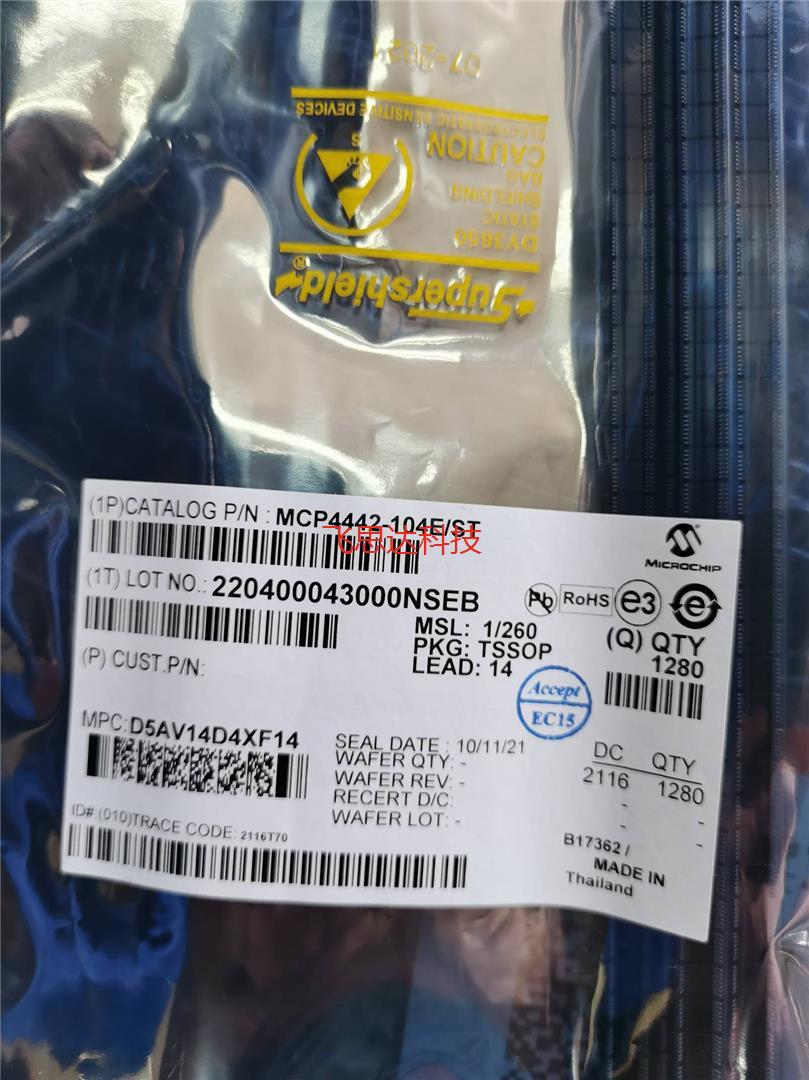 07-202
ELECTROSTATIC SENSITIVE DEVICES
CAUTION
S
DV3650
STATIC
SHIELDING
BAG
Supershield®
(1P)CATALOG P/N : MCP4442-104E/ST
飞思达科技
MICROCHIP
(1T) LOT NO.: 220400043000NSEB
Pb
RoHS
e3
e
MSL: 1/260
PKG: TSSOP
LEAD: 14
(Q) QTY
1280
(P) CUST.P/N:
Accept
EC15
MPC:D5AV14D4XF14
SEAL DATE : 10/11/21
WAFER QTY: -
WAFER REV: -
RECERT D/C:
WAFER LOT: -
DC QTY
2116 1280
- -
- -
ID#:(010)TRACE CODE: 2116T70
B17362 /
MADE IN
Thailand